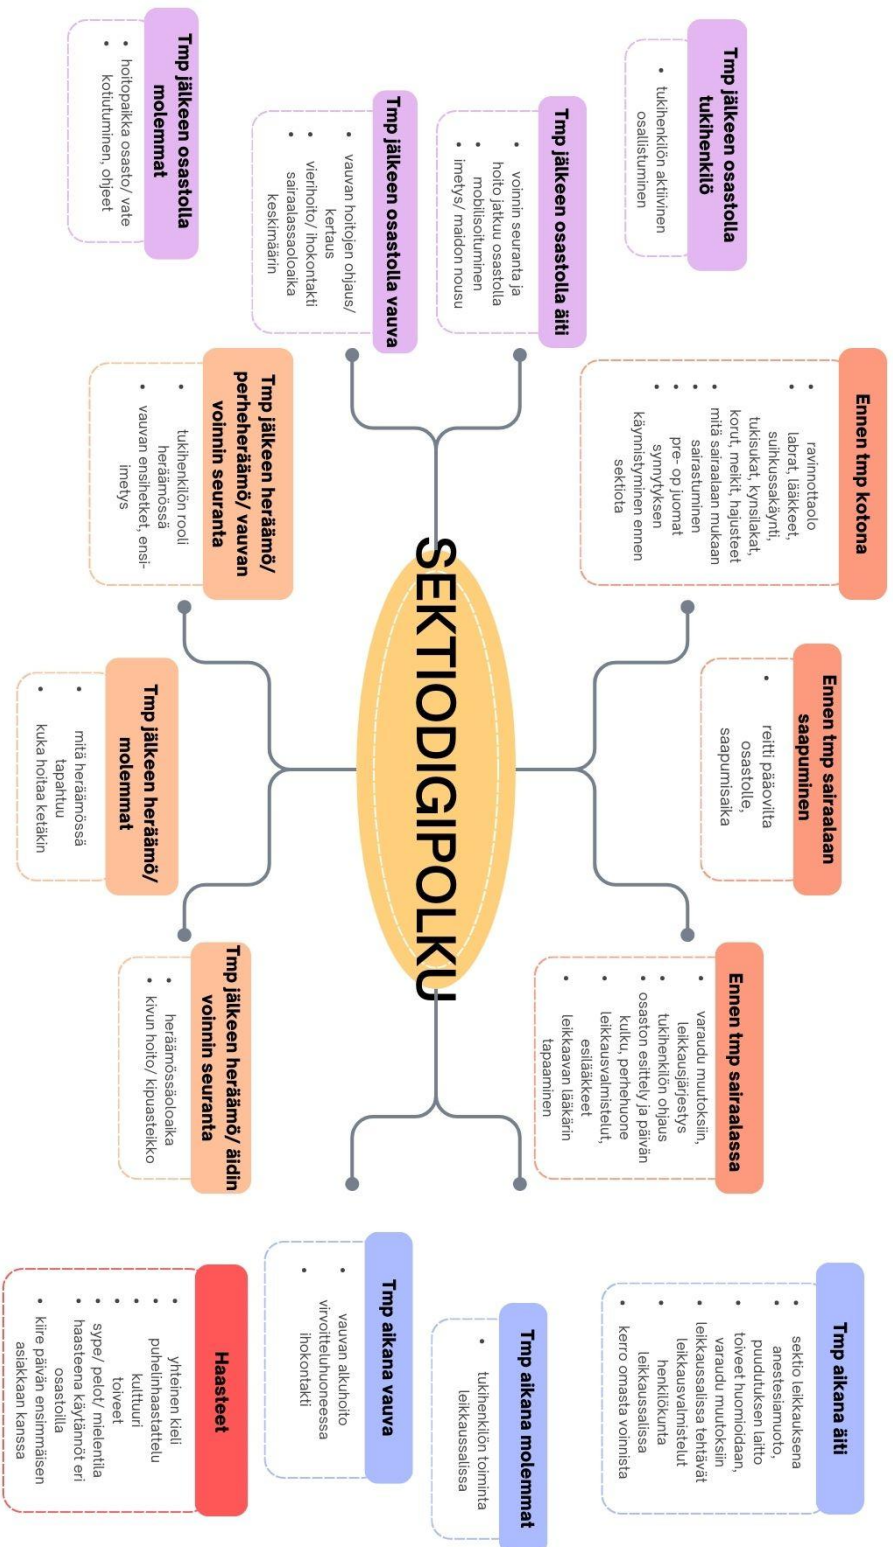 Tmp jälkeen osastolla
tukihenkilö
• tukihenkilön aktiivinen
osallistuminen
Ennen tmp kotona
• ravinnottaolo
• labrat, lääkkeet,
suihkussakäynti,
tukisukat, kynsilakat,
korut, meikit, hajusteet
• mitä sairaalaan mukaan
• sairastuminen
• pre- op juomat
• synnytyksen
käynnistyminen ennen
sektiota
Ennen tmp sairaalaan
saapuminen
• reitti pääovilta
osastolle,
saapumisaika
Ennen tmp sairaalassa
• varaudu muutoksiin,
leikkausjärjestys
• tukihenkilön ohjaus
• osaston esittely ja päivän
kulku, perhehuone
• leikkausvalmistelut,
esilääkkeet
• leikkaavan lääkärin
tapaaminen
Tmp aikana äiti
• sektio leikkauksena
• anestesiamuoto,
puudutuksen laitto
• toiveet huomioidaan,
varaudu muutoksiin
• leikkaussalissa tehtävät
leikkausvalmistelut
• henkilökunta
leikkaussalissa
• kerro omasta voinnista
Tmp jälkeen osastolla äiti
• voinnin seuranta ja
hoito jatkuu osastolla
• mobilisoituminen
• imetys/ maidon nousu
SEKTIODIGIPOLKU
Tmp aikana molemmat
• tukihenkilön toiminta
leikkaussalissa
Tmp jälkeen osastolla vauva
• vauvan hoitojen ohjaus/
kertaus
• vierihoito/ ihokontakti
• sairaalassaoloaika
keskimäärin
Tmp aikana vauva
• vauvan alkuhoito
virvoitteluhuoneessa
• ihokontakti
Tmp jälkeen osastolla
molemmat
• hoitopaikka osasto/ vate
• kotiutuminen, ohjeet
Tmp jälkeen heräämö/
perheheräämö/ vauvan
voinnin seuranta
• tukihenkilön rooli
heräämössä
• vauvan ensihetket, ensi-
imetys
Tmp jälkeen heräämö/
molemmat
• mitä heräämössä
tapahtuu
• kuka hoitaa ketäkin
Tmp jälkeen heräämö/ äidin
voinnin seuranta
• heräämössäoloaika
• kivun hoito/ kipuasteikko
Haasteet
• yhteinen kieli
• puhelinhaastattelu
• kulttuuri
• toiveet
• sype/ pelot/ mielentila
• haasteena käytännöt eri
osastoilla
• kiire päivän ensimmäisen
asiakkaan kanssa